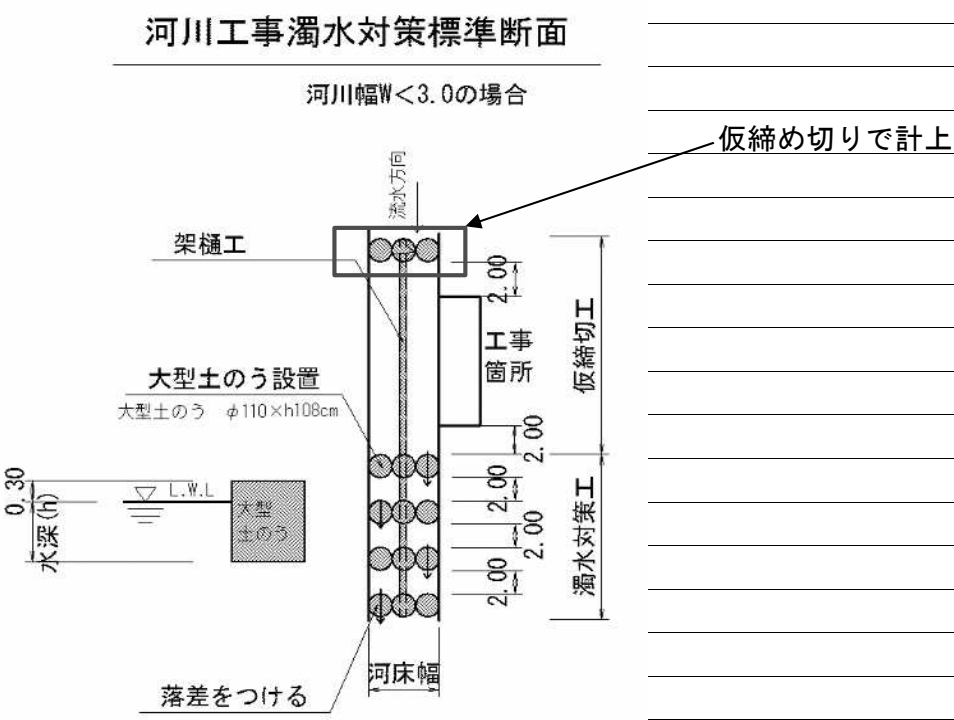 河川工事濁水対策標準断面
河川幅W<3.0の場合
仮締め切りで計上
流水方向
架樋工
2.00
工事
箇所
仮締切工
大型土のう設置
大型土のう φ110×h108cm
2.00
0.30
L.W.L
水深(h)
大型
土のう
2.00
2.00
2.00
濁水対策工
河床幅
落差をつける